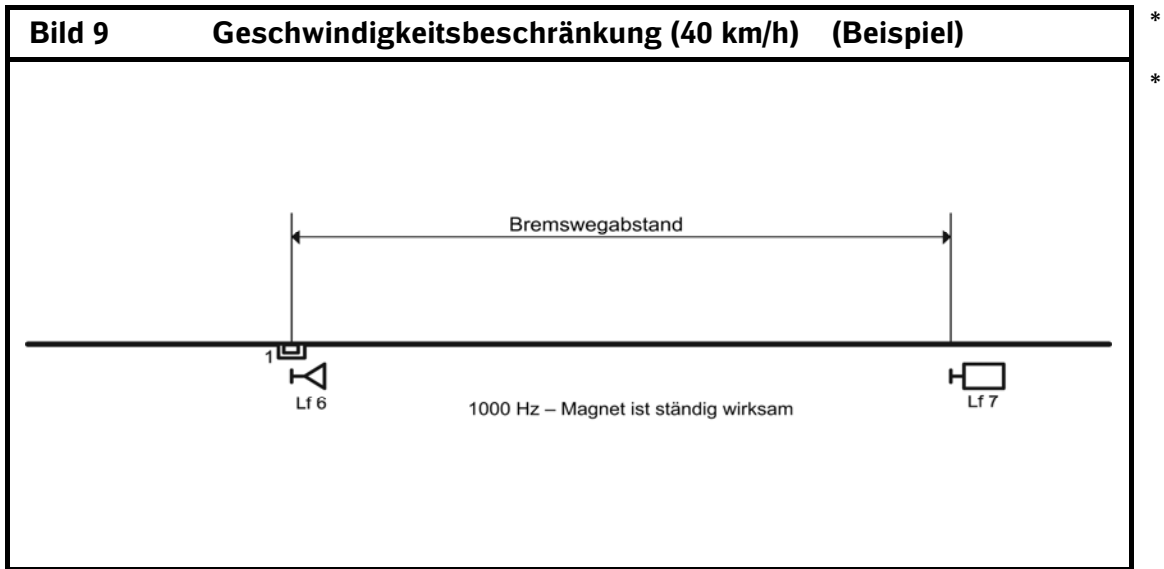 Bild 9 Geschwindigkeitsbeschränkung (40 km/h) (Beispiel) *
*
Bremswegabstand
1
Lf 6
1000 Hz – Magnet ist ständig wirksam
Lf 7